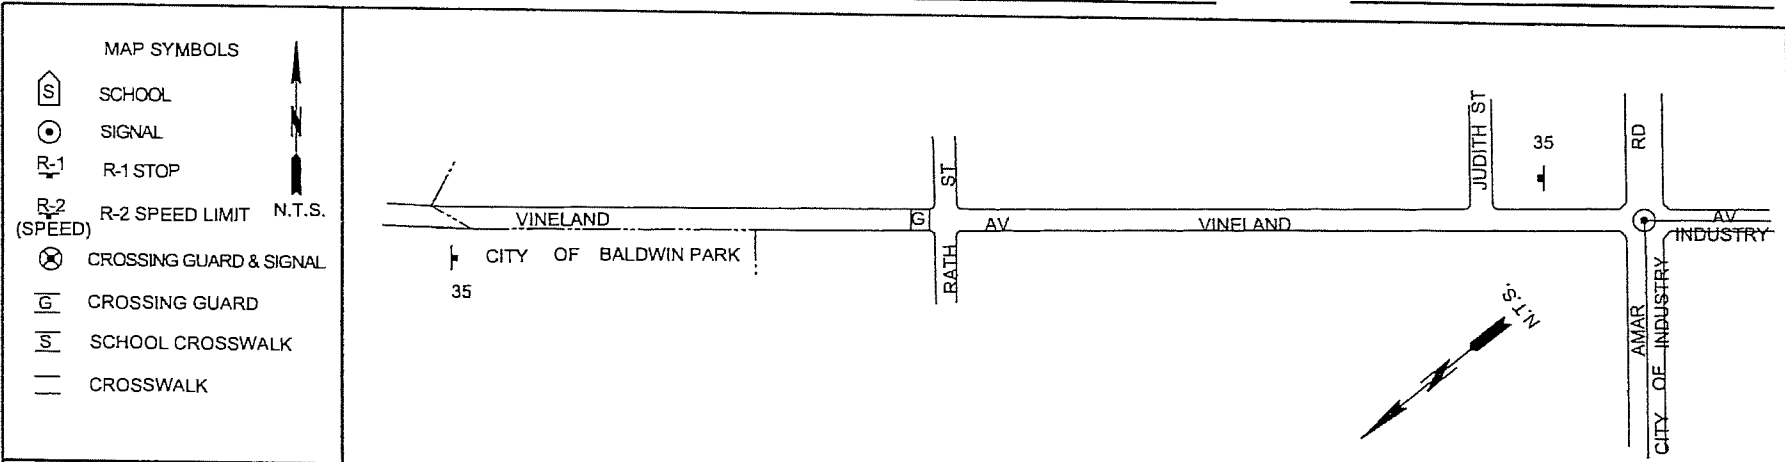 MAP SYMBOLS
S SCHOOL
SIGNAL
R-1 R-1 STOP
R-2 R-2 SPEED LIMIT
(SPEED)
N
N.T.S.
CROSSING GUARD & SIGNAL
G CROSSING GUARD
S SCHOOL CROSSWALK
CROSSWALK
VINELAND
CITY OF BALDWIN PARK
35
G
ST
RATH
AV
VINELAND
JUDITH ST
35
RD
AMAR
AV
INDUSTRY
CITY OF INDUSTRY
N.T.S.
N